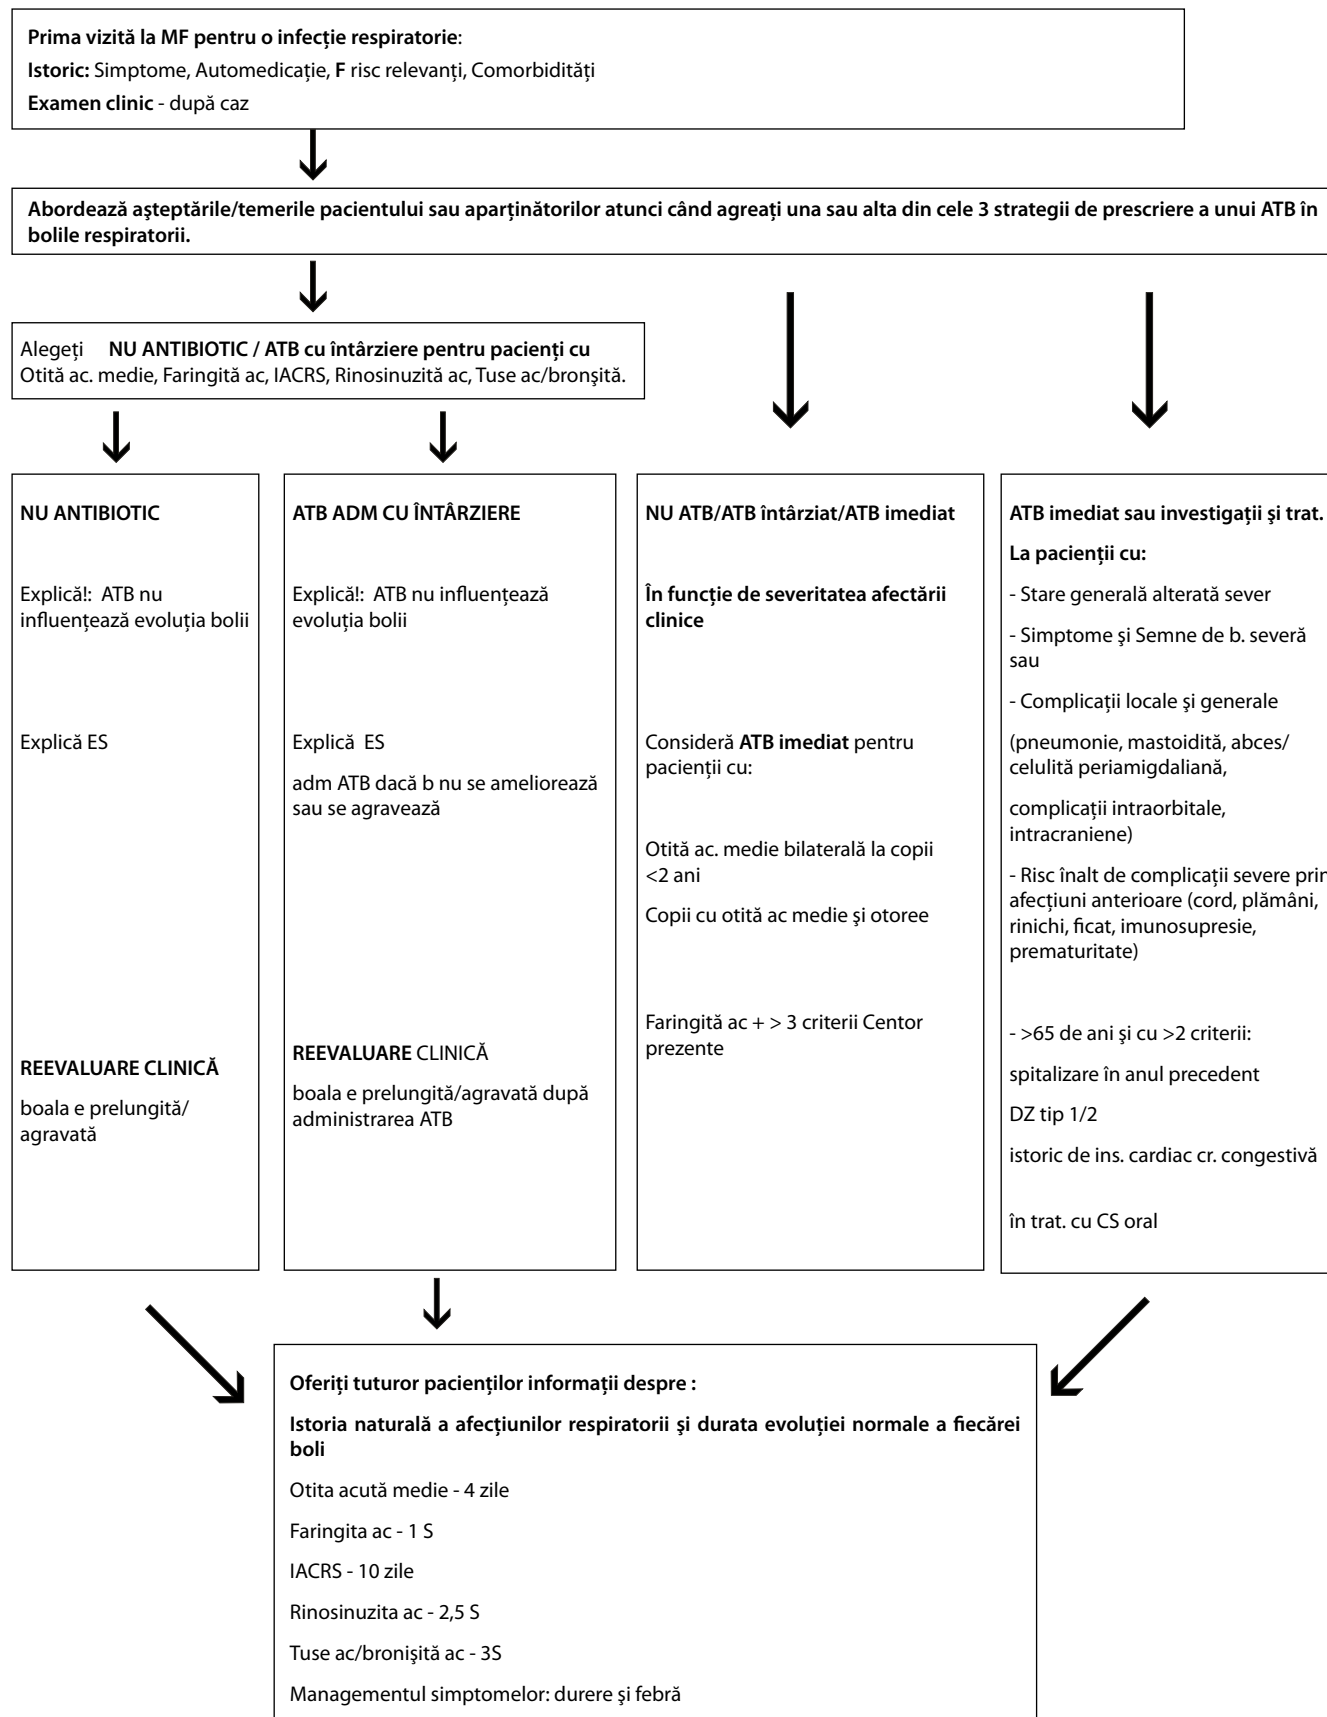 Prima vizită la MF pentru o infecție respiratorie:
Istoric: Simptome, Automedicație, F risc relevanți, Comorbidități
Examen clinic - după caz
Abordează aşteptările/temerile pacientului sau aparținătorilor atunci când agreați una sau alta din cele 3 strategii de prescriere a unui ATB în
bolile respiratorii.
Alegeți NU ANTIBIOTIC / ATB cu întârziere pentru pacienți cu
Otită ac. medie, Faringită ac, IACRS, Rinosinuzită ac, Tuse ac/bronşită.
NU ANTIBIOTIC
Explică!: ATB nu
influențează evoluția bolii
Explică ES
REEVALUARE CLINICĂ
boala e prelungită/
agravată
ATB ADM CU ÎNTÂRZIERE
Explică!: ATB nu influențează
evoluția bolii
Explică ES
adm ATB dacă b nu se ameliorează
sau se agravează
REEVALUARE CLINICĂ
boala e prelungită/agravată după
administrarea ATB
NU ATB/ATB întârziat/ATB imediat
În funcție de severitatea afectării
clinice
Consideră ATB imediat pentru
pacienții cu:
Otită ac. medie bilaterală la copii
<2 ani
Copii cu otită ac medie şi otoree
Faringită ac + > 3 criterii Centor
prezente
ATB imediat sau investigații şi trat.
La pacienții cu:
- Stare generală alterată sever
- Simptome şi Semne de b. severă
sau
- Complicații locale şi generale
(pneumonie, mastoidită, abces/
celulită periamigdaliană,
complicații intraorbitale,
intracraniene)
- Risc înalt de complicații severe prin
afecțiuni anterioare (cord, plămâni,
rinichi, ficat, imunosupresie,
prematuritate)
- >65 de ani şi cu >2 criterii:
spitalizare în anul precedent
DZ tip 1/2
istoric de ins. cardiac cr. congestivă
în trat. cu CS oral
Oferiți tuturor pacienților informații despre :
Istoria naturală a afecțiunilor respiratorii şi durata evoluției normale a fiecărei
boli
Otita acută medie - 4 zile
Faringita ac - 1 S
IACRS - 10 zile
Rinosinuzita ac - 2,5 S
Tuse ac/bronişită ac - 3S
Managementul simptomelor: durere şi febră